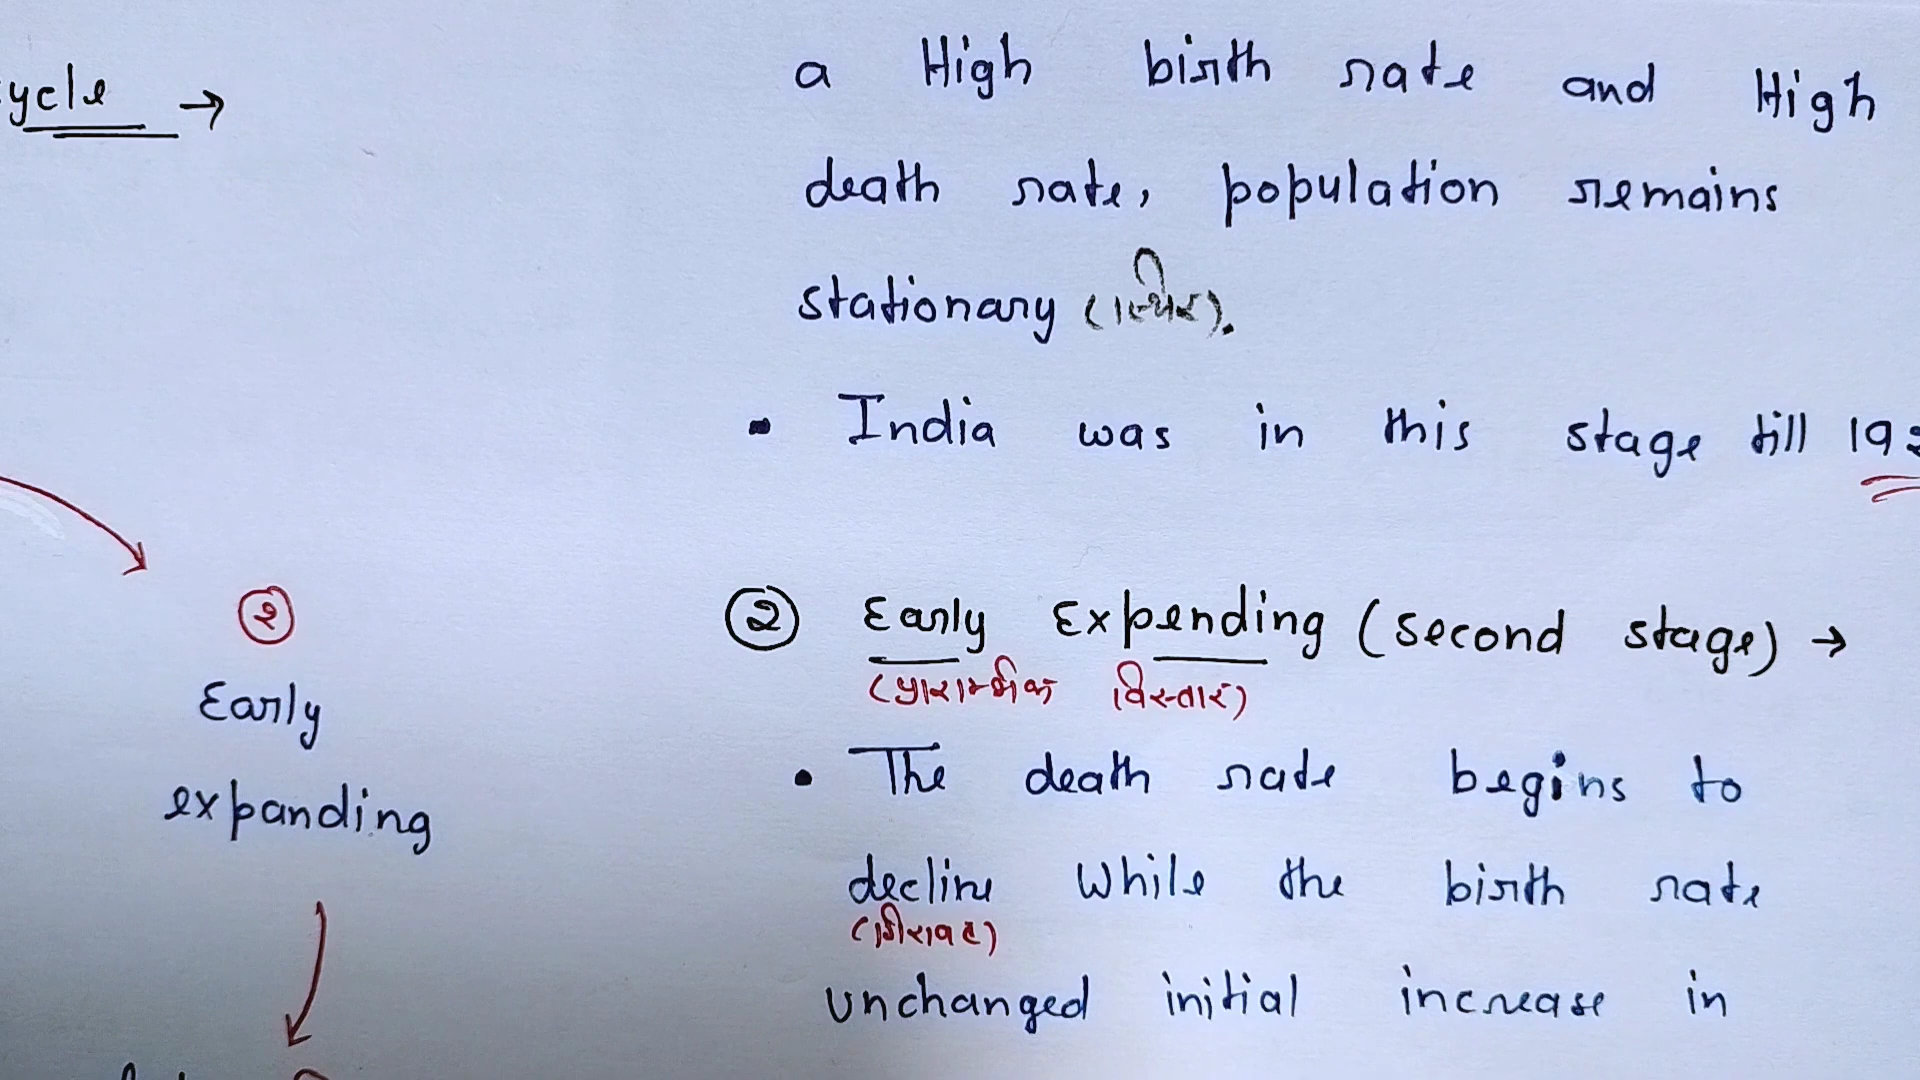 ycle →
२
Early
expanding
a High birth rate and High
death rate, population remains
stationary (स्थिर).
▪ India was in this stage till 19
② Early Expending (second stage) →
(प्रारम्भिक विस्तार)
• The death rate begins to
decline While the birth rate
(गिरावट)
unchanged initial increase in